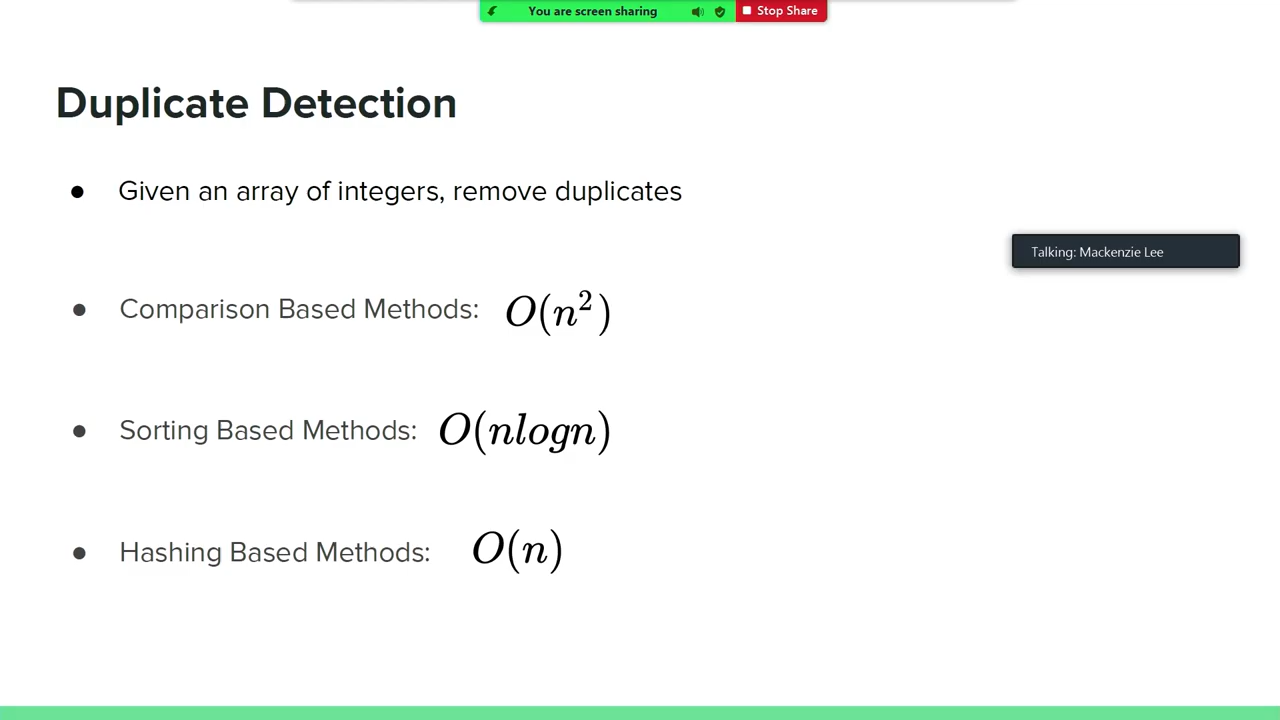 You are screen sharing
Stop Share
Duplicate Detection
● Given an array of integers, remove duplicates
Talking: Mackenzie Lee
● Comparison Based Methods: O(n²)
● Sorting Based Methods: O(nlogn)
● Hashing Based Methods: O(n)